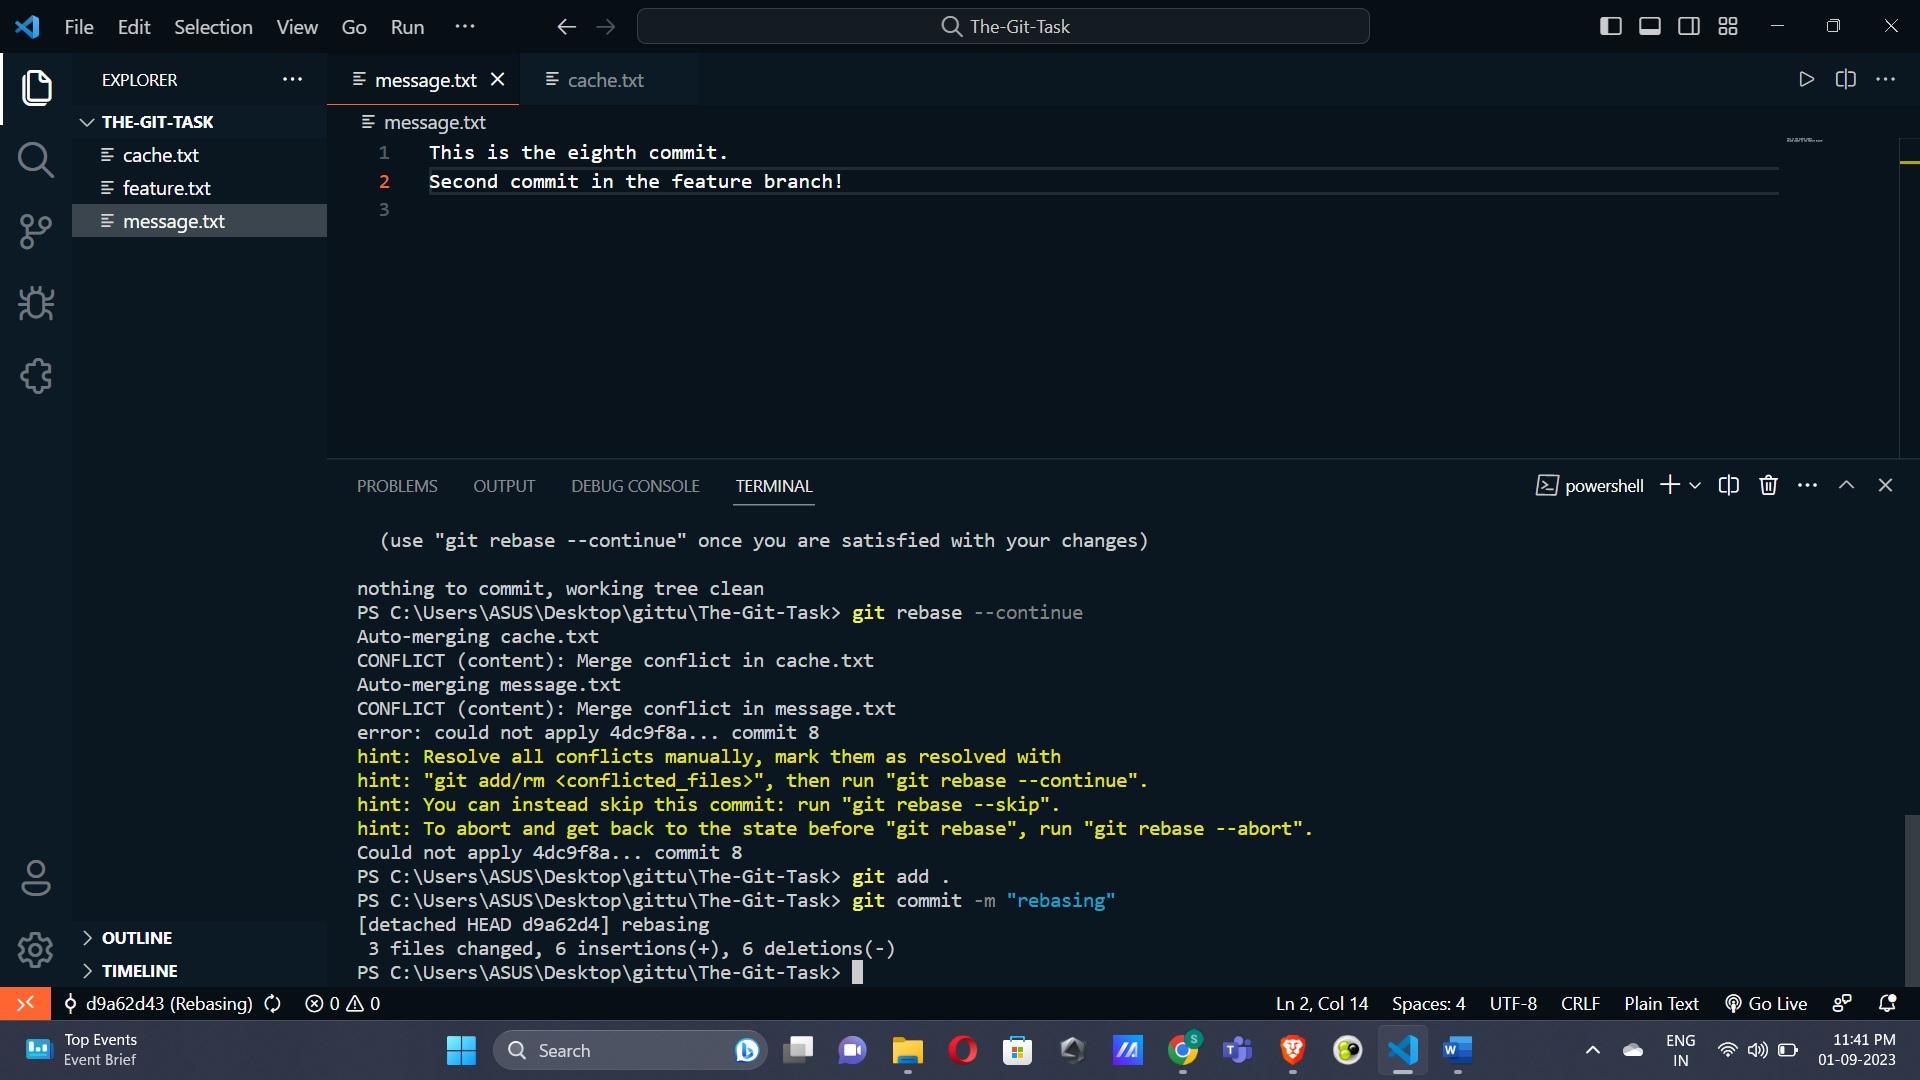 File Edit Selection View Go Run ...
The-Git-Task
EXPLORER
THE-GIT-TASK
cache.txt
feature.txt
message.txt
OUTLINE
TIMELINE
message.txt
cache.txt
message.txt
1 This is the eighth commit.
2 Second commit in the feature branch!
3
PROBLEMS OUTPUT DEBUG CONSOLE TERMINAL
powershell
(use "git rebase --continue" once you are satisfied with your changes)
nothing to commit, working tree clean
PS C:\Users\ASUS\Desktop\gittu\The-Git-Task> git rebase --continue
Auto-merging cache.txt
CONFLICT (content): Merge conflict in cache.txt
Auto-merging message.txt
CONFLICT (content): Merge conflict in message.txt
error: could not apply 4dc9f8a... commit 8
hint: Resolve all conflicts manually, mark them as resolved with
hint: "git add/rm <conflicted_files>", then run "git rebase --continue".
hint: You can instead skip this commit: run "git rebase --skip".
hint: To abort and get back to the state before "git rebase", run "git rebase --abort".
Could not apply 4dc9f8a... commit 8
PS C:\Users\ASUS\Desktop\gittu\The-Git-Task> git add .
PS C:\Users\ASUS\Desktop\gittu\The-Git-Task> git commit -m "rebasing"
[detached HEAD d9a62d4] rebasing
3 files changed, 6 insertions(+), 6 deletions(-)
PS C:\Users\ASUS\Desktop\gittu\The-Git-Task>
d9a62d43 (Rebasing) 0 0 Ln 2, Col 14 Spaces: 4 UTF-8 CRLF Plain Text Go Live
Top Events
Event Brief
Search
S
W
ENG
IN
11:41 PM
01-09-2023